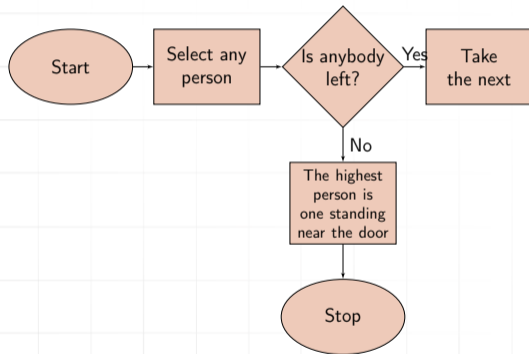 Start
Select any
person
Is anybody
left?
Yes
Take
the next
No
The highest
person is
one standing
near the door
Stop